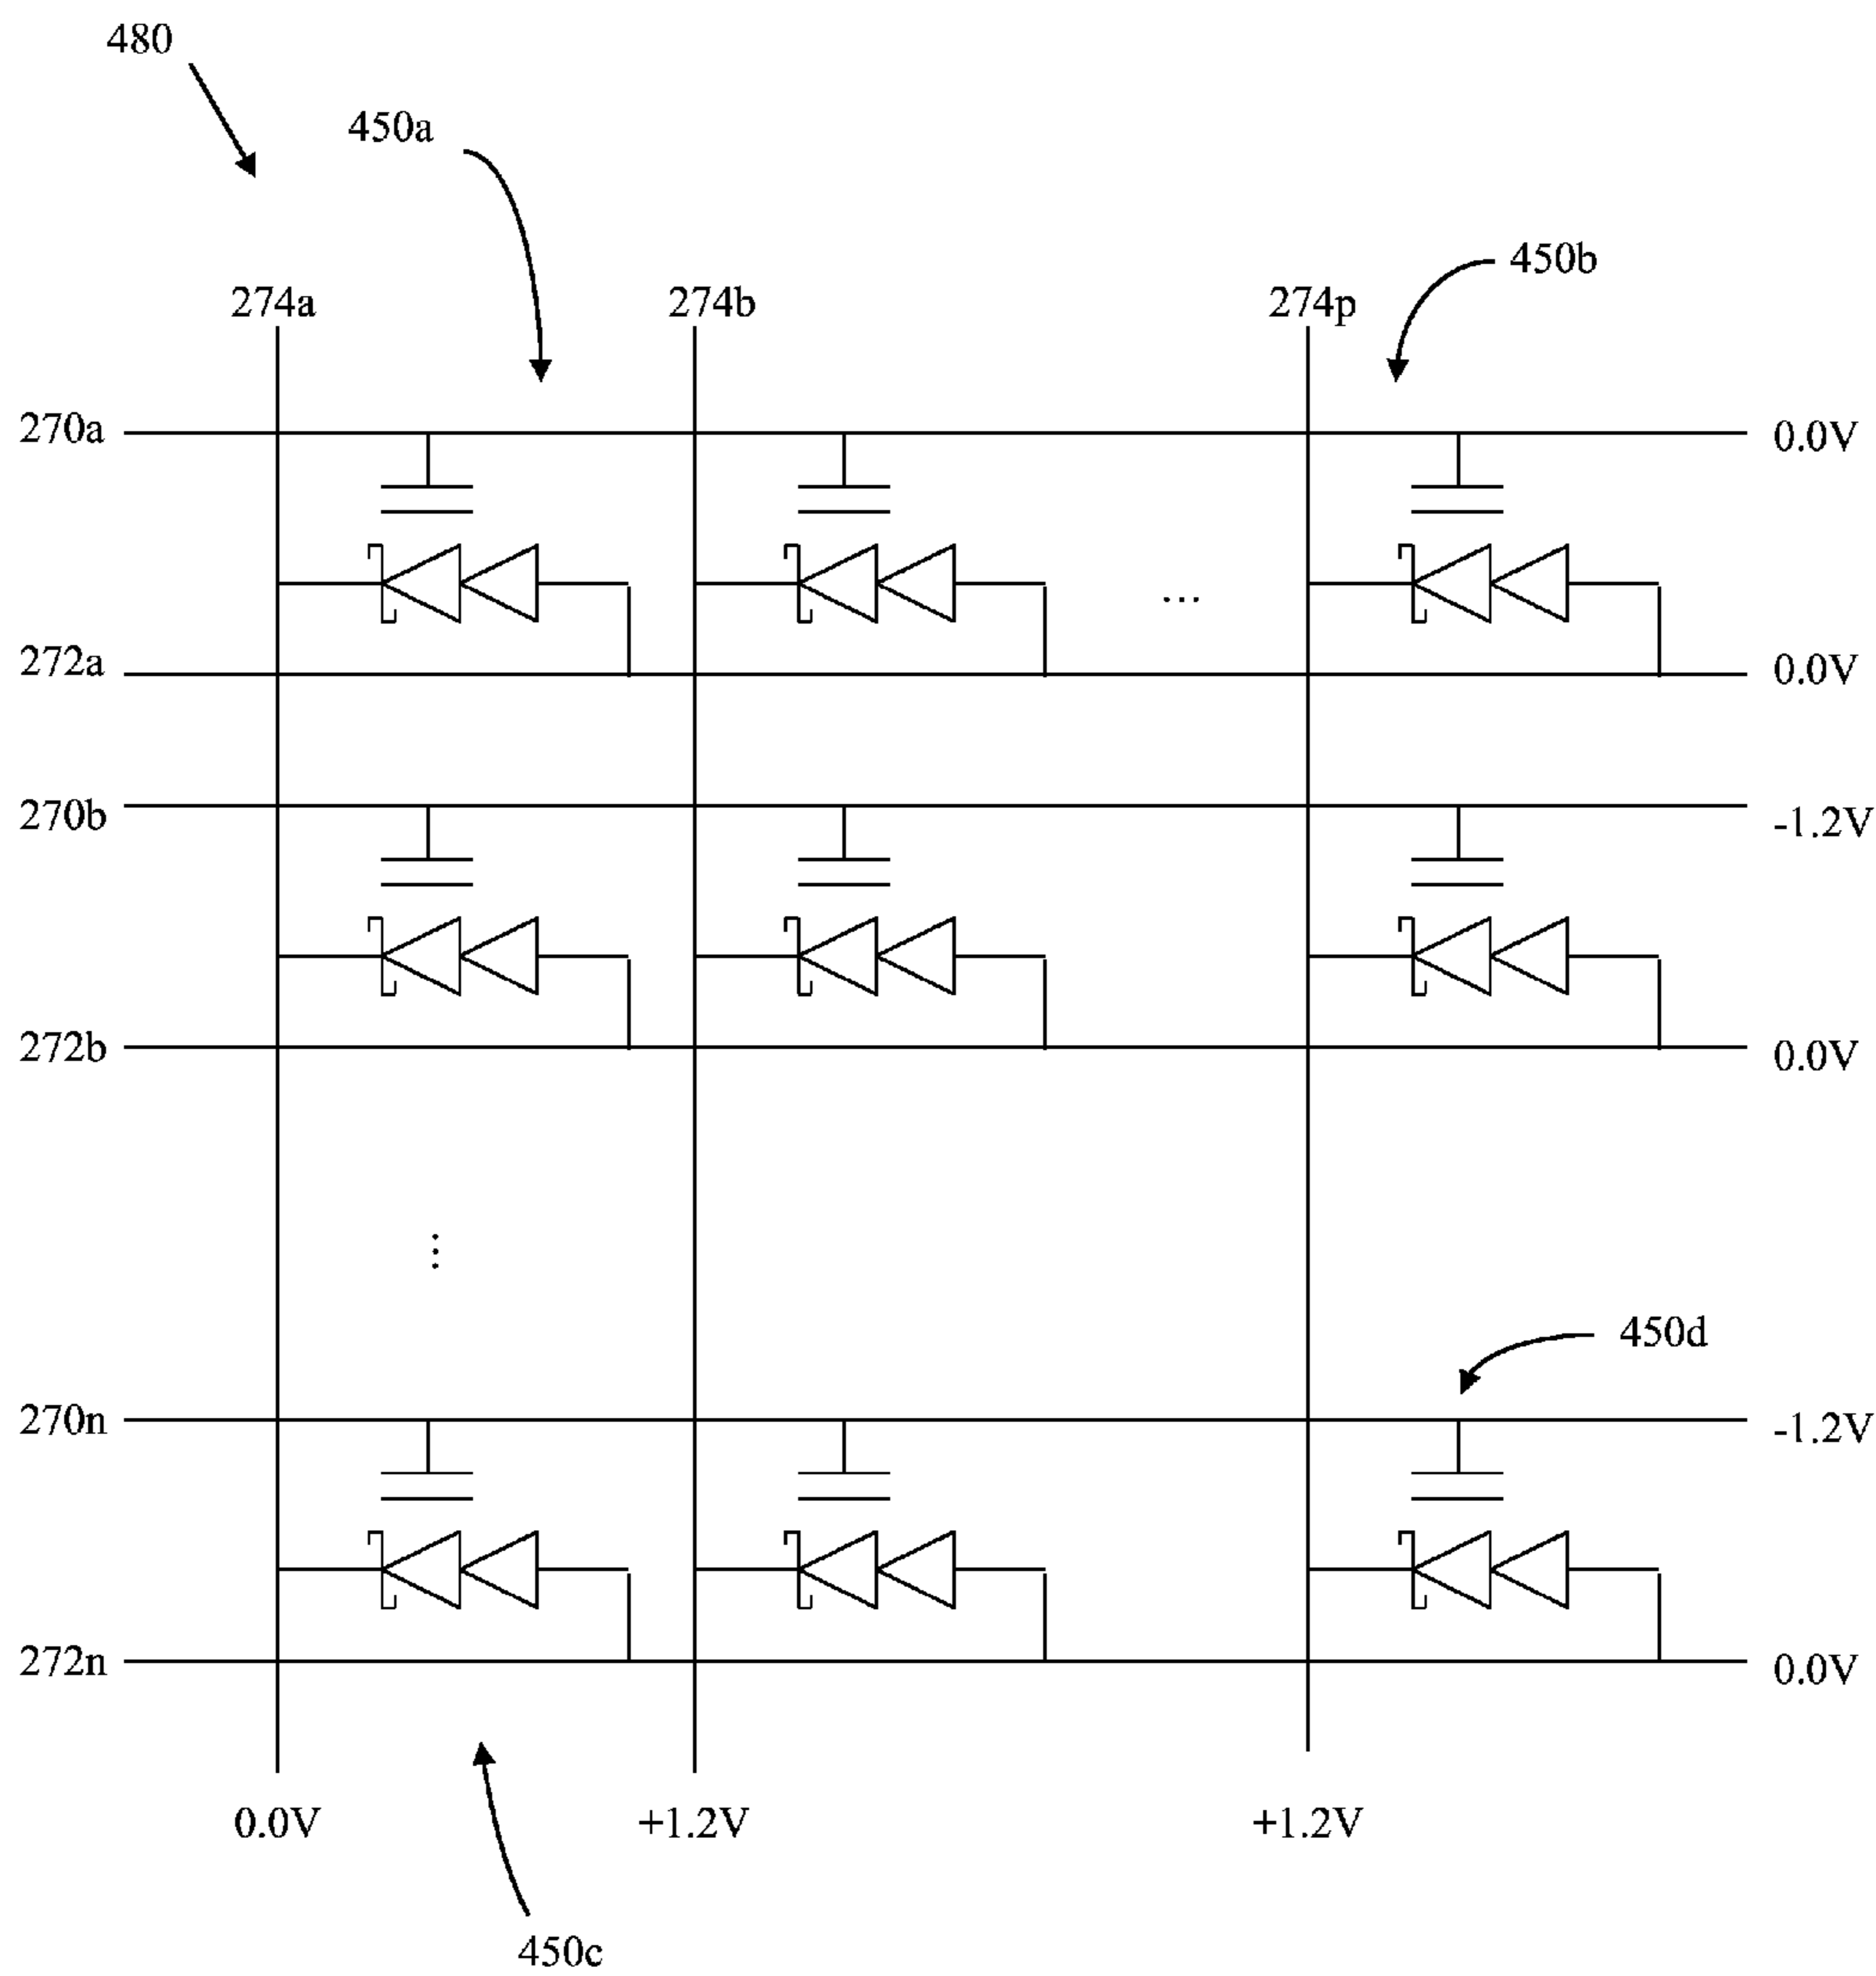 480
450a
450b
274a 274b 274p
270a 0.0V
...
272a 0.0V
270b -1.2V
272b 0.0V
...
450d
270n -1.2V
272n 0.0V
0.0V +1.2V +1.2V
450c